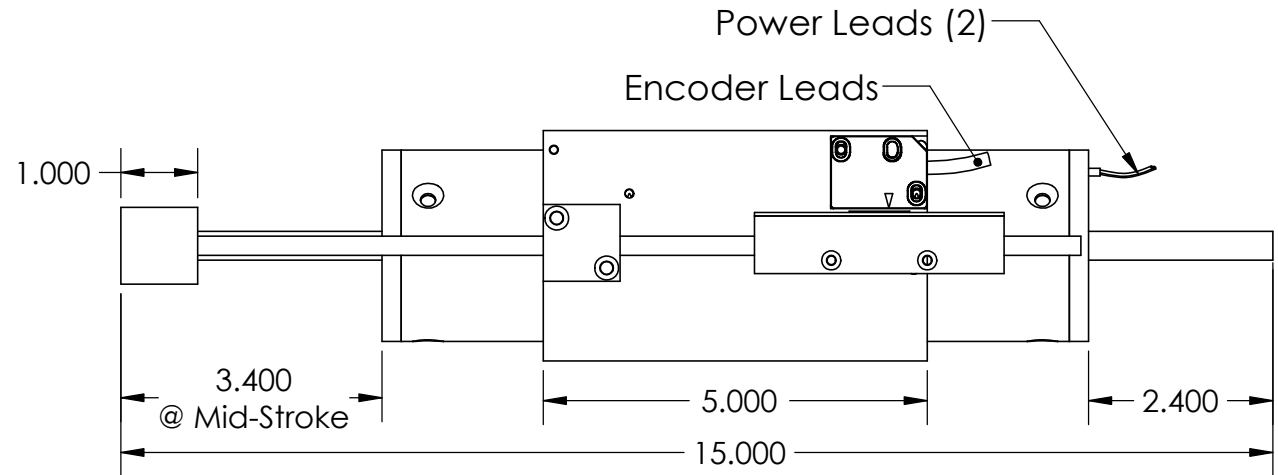 Power Leads (2)
Encoder Leads
1.000
3.400
@ Mid-Stroke
5.000
2.400
15.000